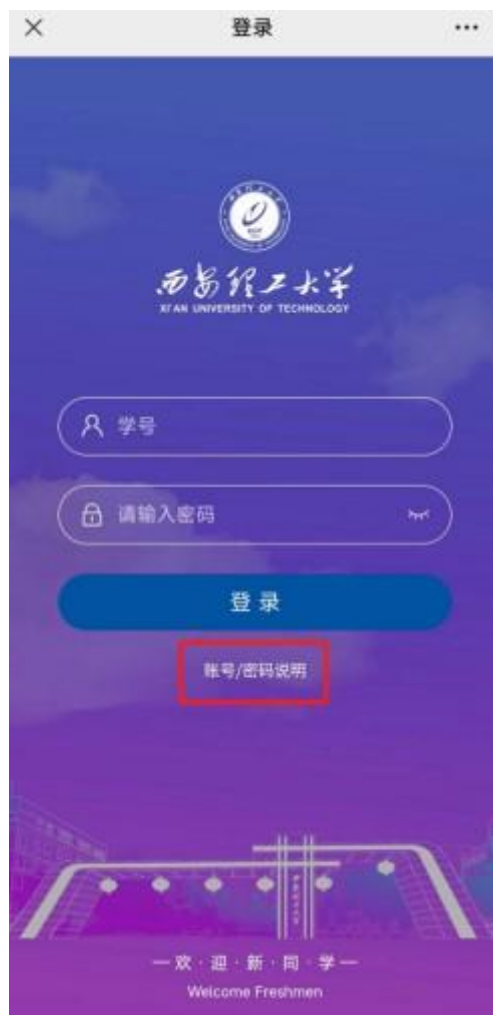 登录
西安理工大学
XI'AN UNIVERSITY OF TECHNOLOGY
学号
请输入密码
登录
账号/密码说明
一欢·迎·新·同·学一
Welcome Freshmen